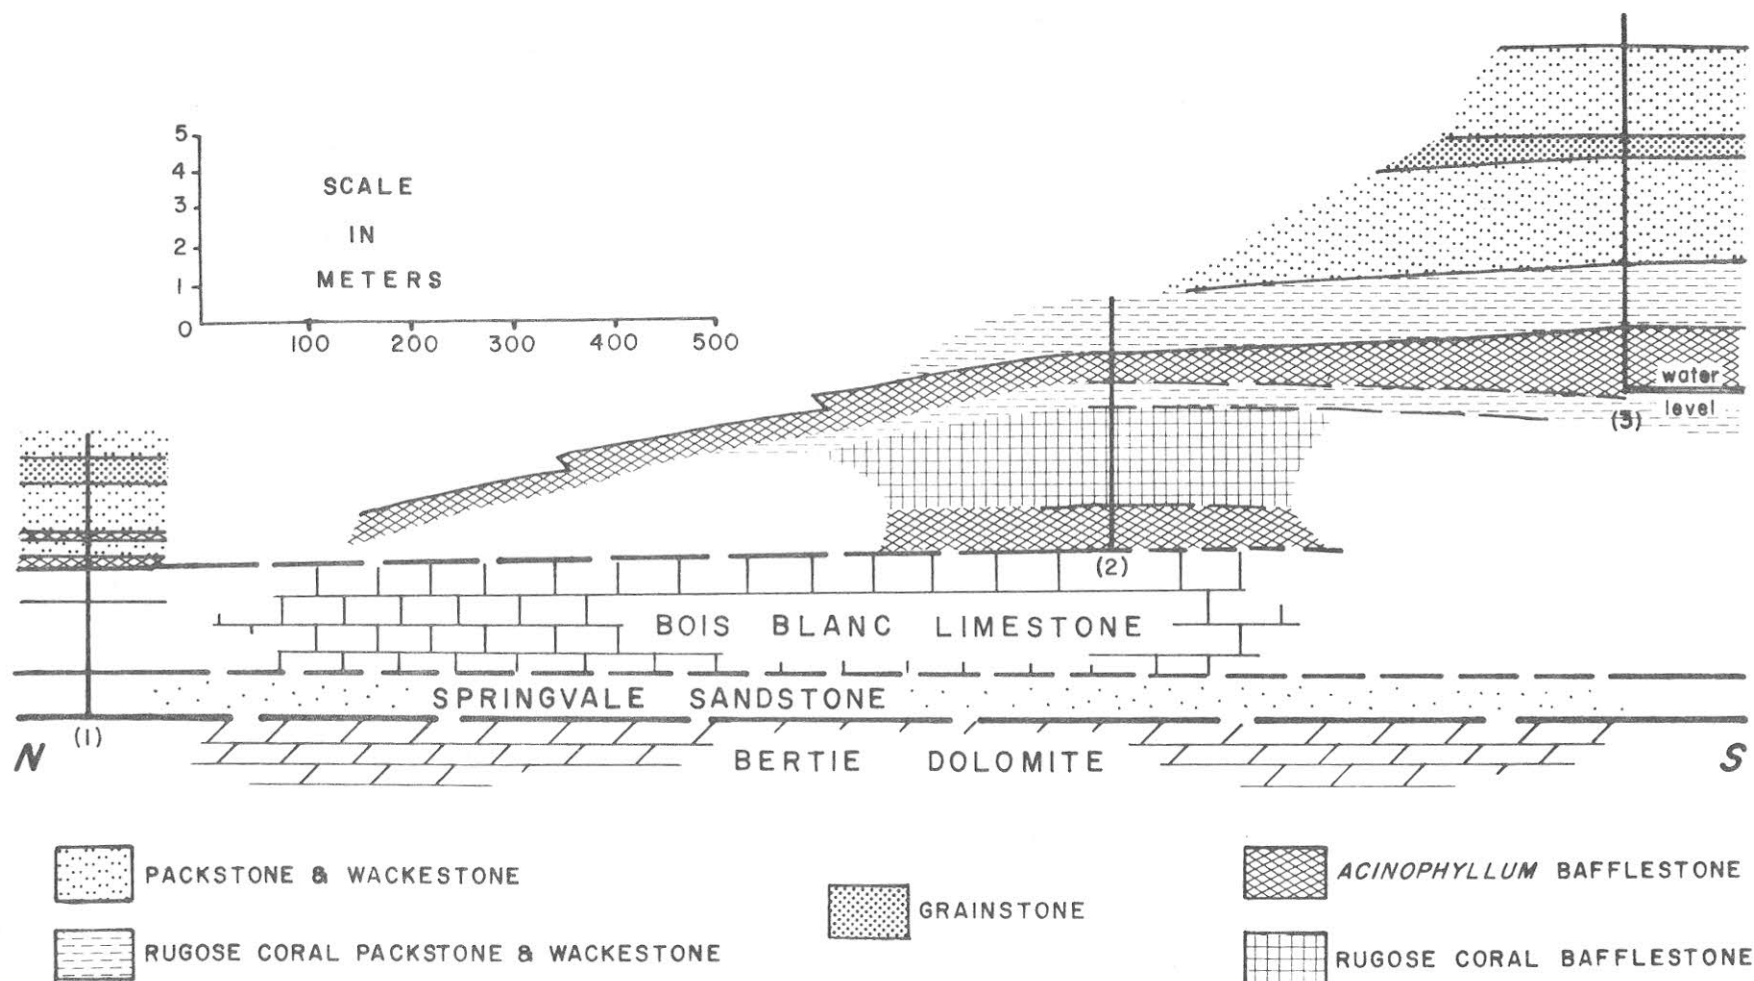 5
4
3
2
1
0
SCALE
IN
METERS
100 200 300 400 500
water
level
(3)
(2)
BOIS BLANC LIMESTONE
SPRINGVALE SANDSTONE
(1)
N
BERTIE DOLOMITE
S
PACKSTONE & WACKESTONE
RUGOSE CORAL PACKSTONE & WACKESTONE
GRAINSTONE
ACINOPHYLLUM BAFFLESTONE
RUGOSE CORAL BAFFLESTONE